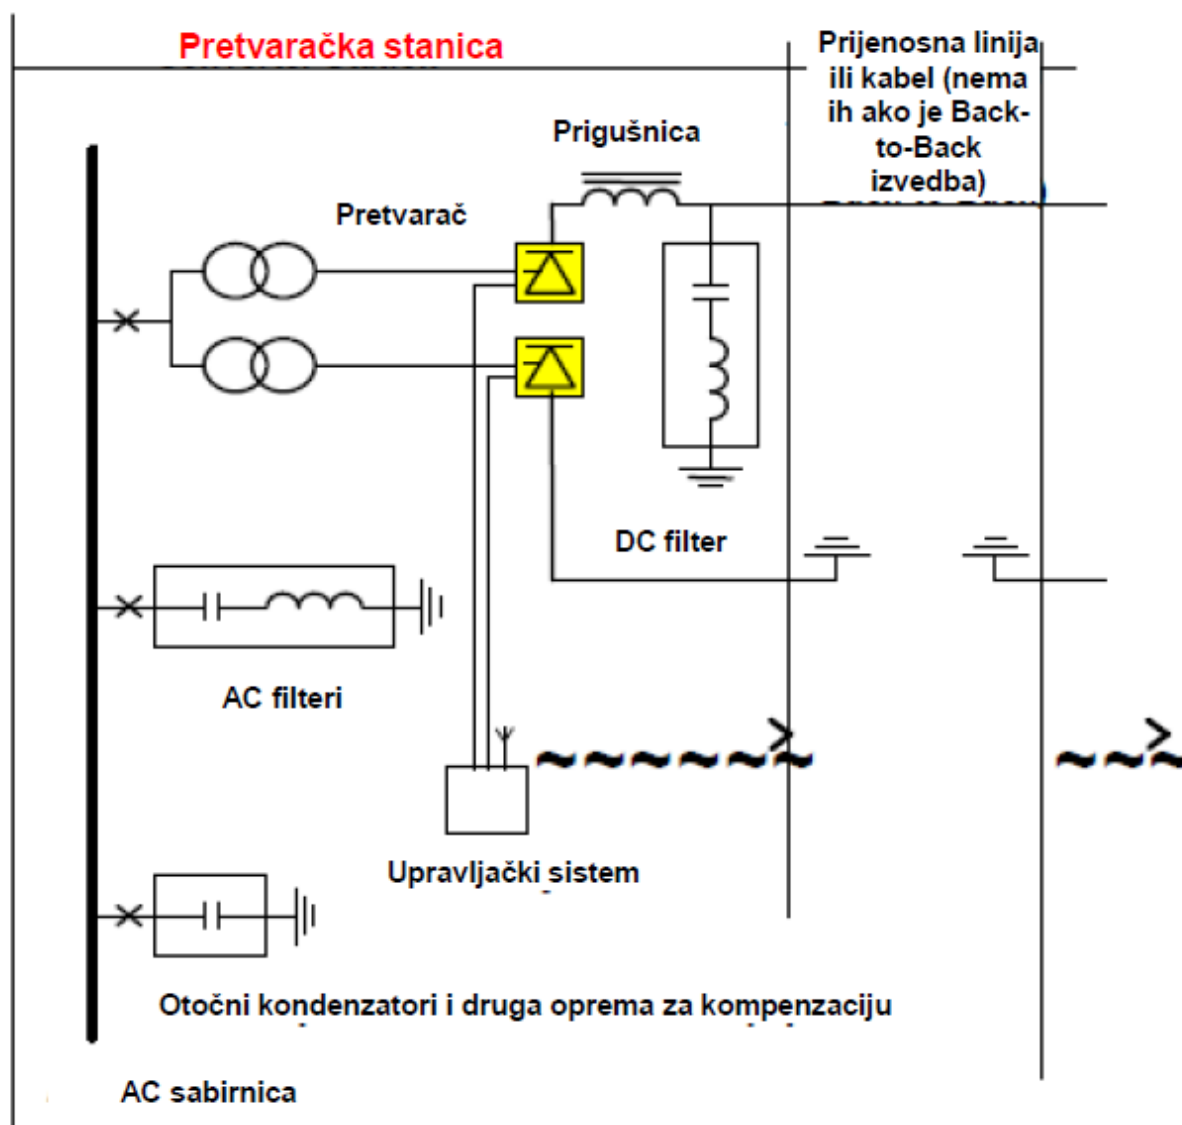 Pretvaračka stanica
Prijenosna linija
ili kabel (nema
ih ako je Back-
to-Back
izvedba)
Prigušnica
Pretvarač
DC filter
AC filteri
Upravljački sistem
Otočni kondenzatori i druga oprema za kompenzaciju
AC sabirnica